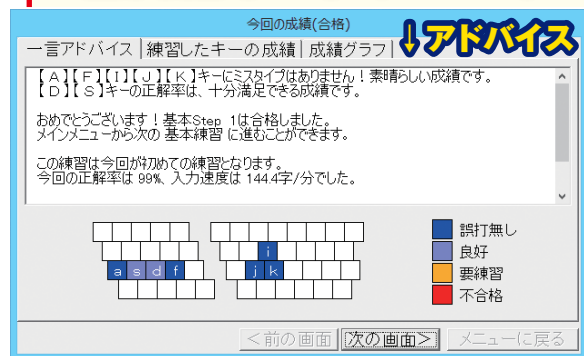 今回の成績(合格)
一言アドバイス 練習したキーの成績 成績グラフ ↓アドバイス
【A】【F】【I】【J】【K】キーにミスタイプはありません！素晴らしい成績です。
【D】【S】キーの正解率は、十分満足できる成績です。
おめでとうございます！基本Step 1は合格しました。
メインメニューから次の 基本練習 に進むことができます。
この練習は今回が初めての練習となります。
今回の正解率は 99%、入力速度は 144.4字/分でした。
誤打無し
i 良好
a s d f j k 要練習
不合格
＜前の画面 次の画面＞ メニューに戻る